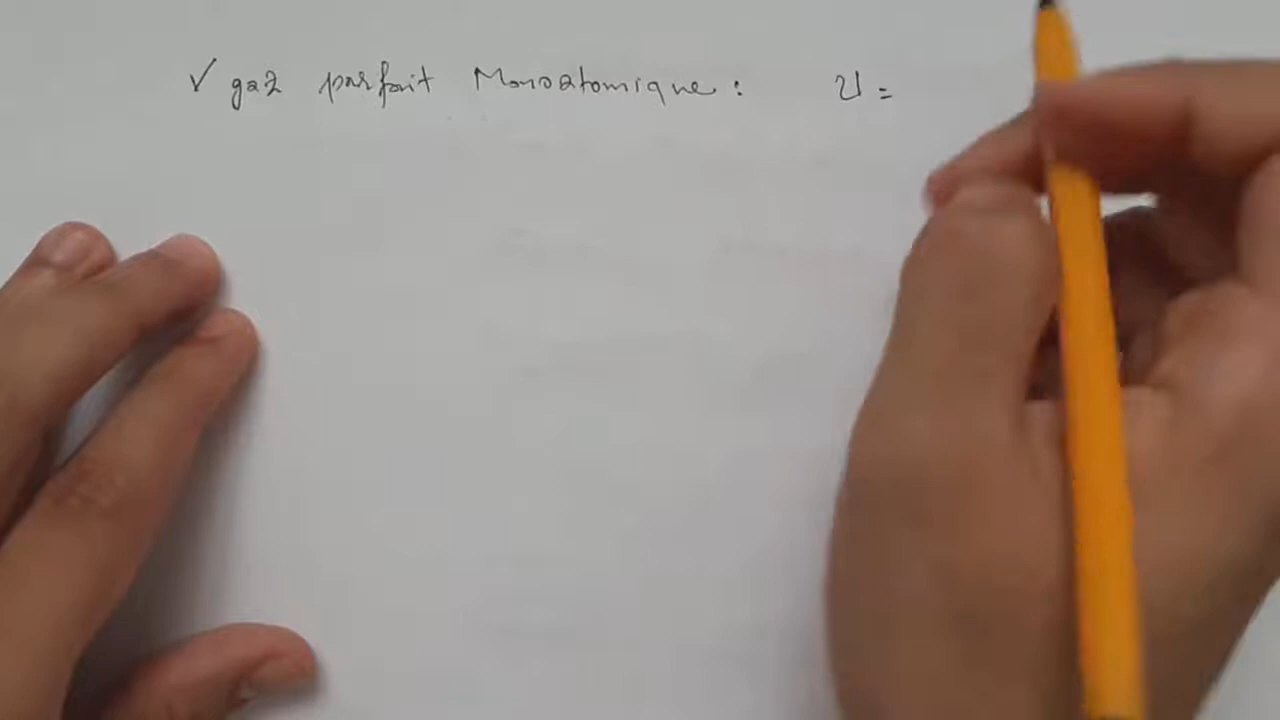 ✓ gaz parfait Monoatomique : U =